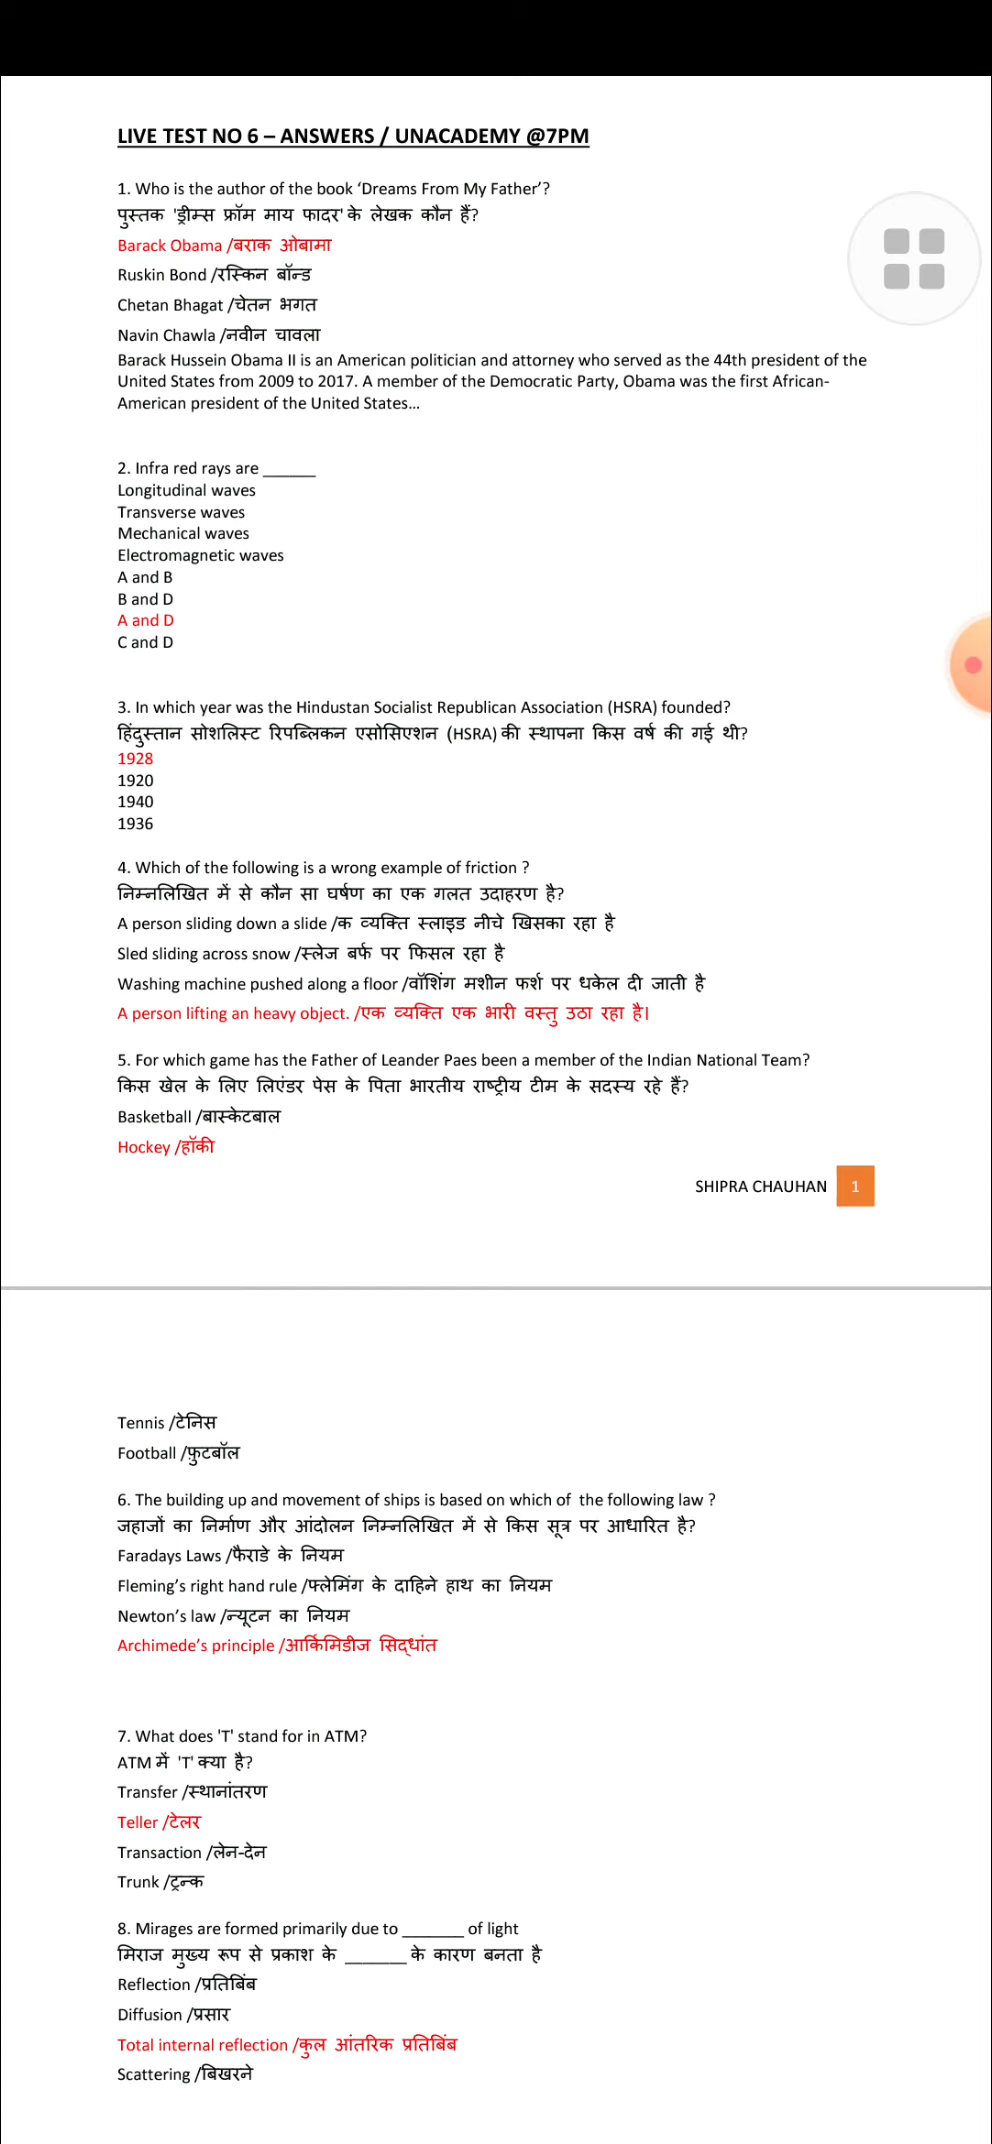 LIVE TEST NO 6 – ANSWERS / UNACADEMY @7PM
1. Who is the author of the book ‘Dreams From My Father’?
पुस्तक 'ड्रीम्स फ्रॉम माय फादर' के लेखक कौन हैं?
Barack Obama /बराक ओबामा
Ruskin Bond /रस्किन बॉन्ड
Chetan Bhagat /चेतन भगत
Navin Chawla /नवीन चावला
Barack Hussein Obama II is an American politician and attorney who served as the 44th president of the
United States from 2009 to 2017. A member of the Democratic Party, Obama was the first African-
American president of the United States...
2. Infra red rays are ______
Longitudinal waves
Transverse waves
Mechanical waves
Electromagnetic waves
A and B
B and D
A and D
C and D
3. In which year was the Hindustan Socialist Republican Association (HSRA) founded?
हिंदुस्तान सोशलिस्ट रिपब्लिकन एसोसिएशन (HSRA) की स्थापना किस वर्ष की गई थी?
1928
1920
1940
1936
4. Which of the following is a wrong example of friction ?
निम्नलिखित में से कौन सा घर्षण का एक गलत उदाहरण है?
A person sliding down a slide /क व्यक्ति स्लाइड नीचे खिसका रहा है
Sled sliding across snow /स्लेज बर्फ पर फिसल रहा है
Washing machine pushed along a floor /वॉशिंग मशीन फर्श पर धकेल दी जाती है
A person lifting an heavy object. /एक व्यक्ति एक भारी वस्तु उठा रहा है।
5. For which game has the Father of Leander Paes been a member of the Indian National Team?
किस खेल के लिए लिएंडर पेस के पिता भारतीय राष्ट्रीय टीम के सदस्य रहे हैं?
Basketball /बास्केटबाल
Hockey /हॉकी
SHIPRA CHAUHAN 1
Tennis /टेनिस
Football /फ़ुटबॉल
6. The building up and movement of ships is based on which of the following law ?
जहाजों का निर्माण और आंदोलन निम्नलिखित में से किस सूत्र पर आधारित है?
Faradays Laws /फैराडे के नियम
Fleming’s right hand rule /फ्लेमिंग के दाहिने हाथ का नियम
Newton’s law /न्यूटन का नियम
Archimede’s principle /आर्किमिडीज सिद्धांत
7. What does 'T' stand for in ATM?
ATM में 'T' क्या है?
Transfer /स्थानांतरण
Teller /टेलर
Transaction /लेन-देन
Trunk /ट्रन्क
8. Mirages are formed primarily due to _______ of light
मिराज मुख्य रूप से प्रकाश के _______ के कारण बनता है
Reflection /प्रतिबिंब
Diffusion /प्रसार
Total internal reflection /कुल आंतरिक प्रतिबिंब
Scattering /बिखरने